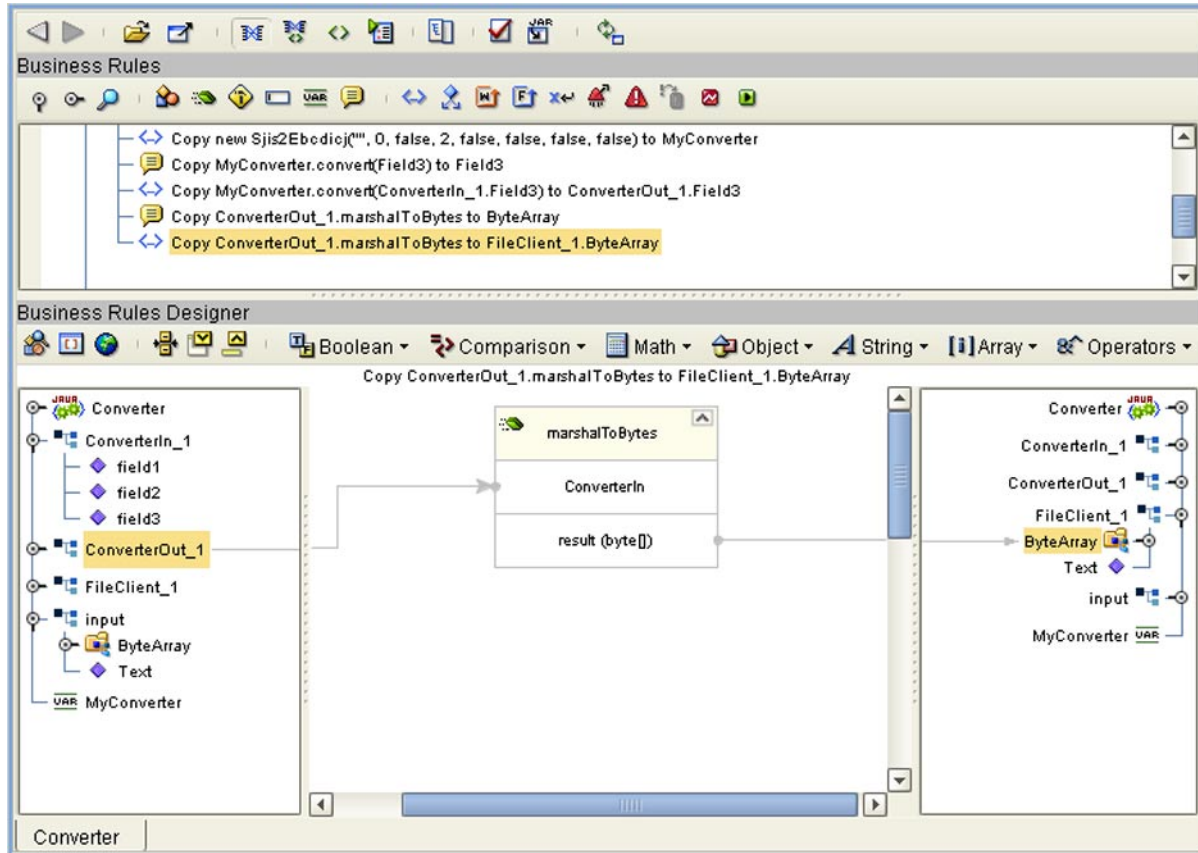 VAR
Business Rules
VAR
Copy new Sjis2Ebcdicj("", 0, false, 2, false, false, false, false) to MyConverter
Copy MyConverter.convert(Field3) to Field3
Copy MyConverter.convert(ConverterIn_1.Field3) to ConverterOut_1.Field3
Copy ConverterOut_1.marshalToBytes to ByteArray
Copy ConverterOut_1.marshalToBytes to FileClient_1.ByteArray
Business Rules Designer
Boolean Comparison Math Object String Array Operators
Copy ConverterOut_1.marshalToBytes to FileClient_1.ByteArray
JAVA Converter
ConverterIn_1
field1
field2
field3
ConverterOut_1
FileClient_1
input
ByteArray
Text
VAR MyConverter
marshalToBytes
ConverterIn
result (byte[])
Converter JAVA
ConverterIn_1
ConverterOut_1
FileClient_1
ByteArray
Text
input
MyConverter VAR
Converter